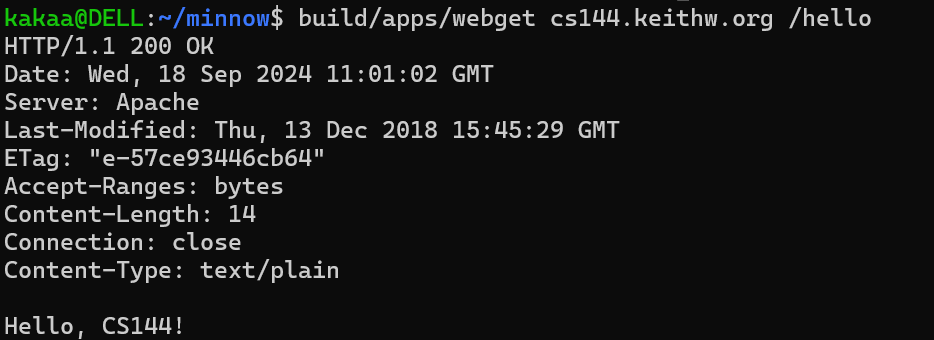 kakaa@DELL:~/minnow$ build/apps/webget cs144.keithw.org /hello
HTTP/1.1 200 OK
Date: Wed, 18 Sep 2024 11:01:02 GMT
Server: Apache
Last-Modified: Thu, 13 Dec 2018 15:45:29 GMT
ETag: "e-57ce93446cb64"
Accept-Ranges: bytes
Content-Length: 14
Connection: close
Content-Type: text/plain

Hello, CS144!